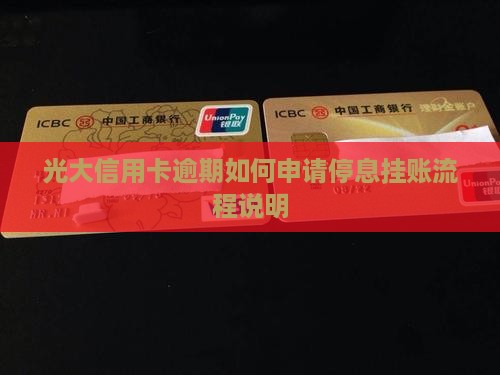 ICBC 中国工商银行
UnionPay
银联
ICBC 中国工商银行 理财金账户
光大信用卡逾期如何申请停息挂账流
程说明
UnionPay